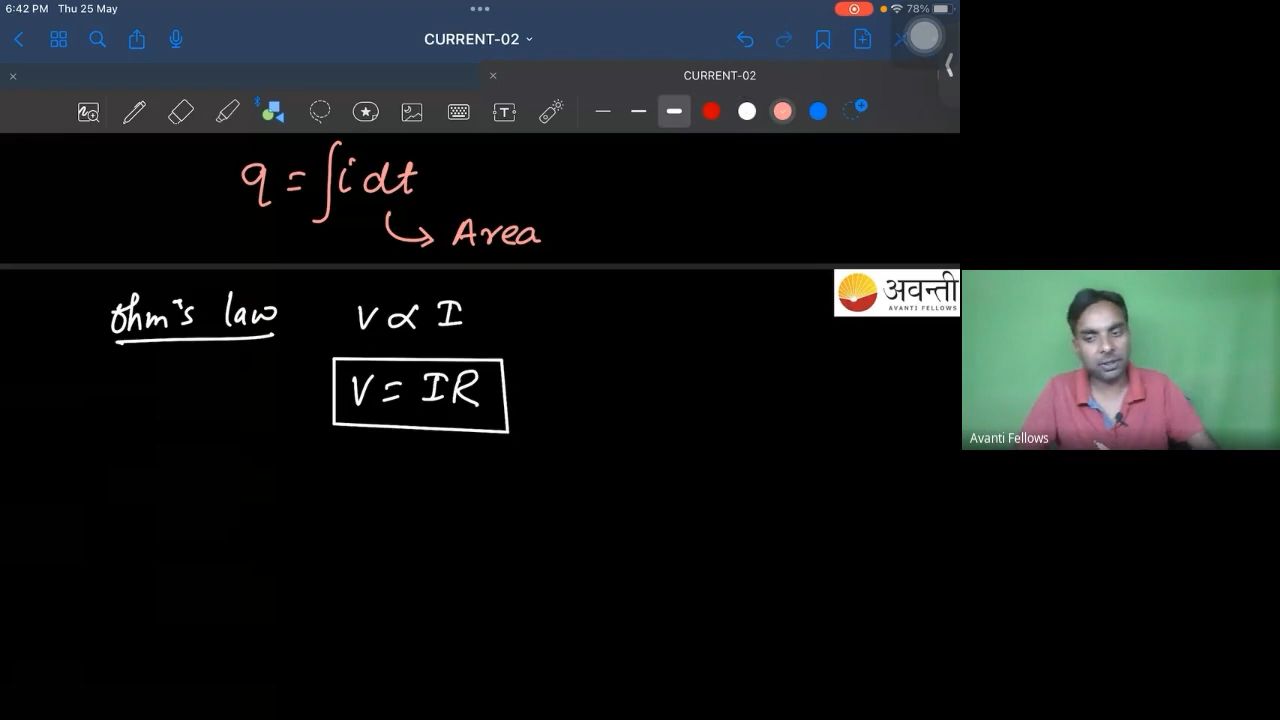 6:42 PM Thu 25 May
78%
CURRENT-02
CURRENT-02
T
q = ∫ i dt
Area
Ohm's law
V ∝ I
V = IR
अवन्ती
AVANTI FELLOWS
Avanti Fellows